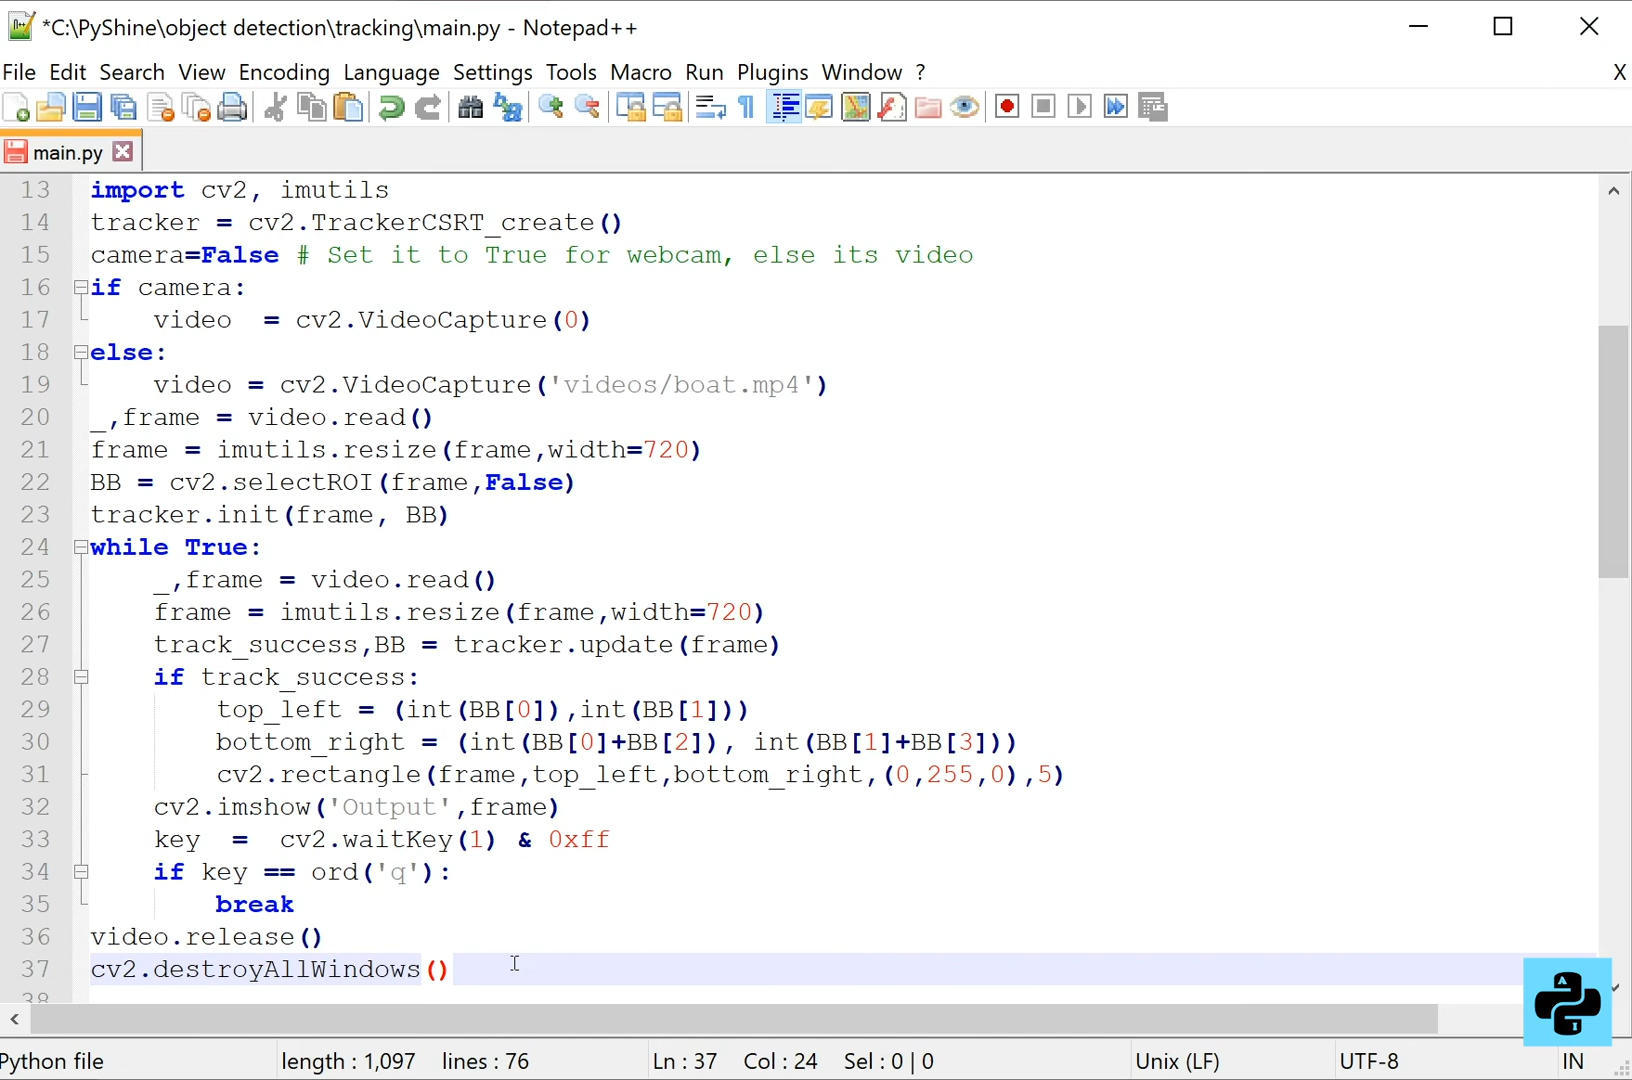 *C:\PyShine\object detection\tracking\main.py - Notepad++
File Edit Search View Encoding Language Settings Tools Macro Run Plugins Window ? X
main.py
13 import cv2, imutils
14 tracker = cv2.TrackerCSRT_create()
15 camera=False # Set it to True for webcam, else its video
16 if camera:
17 video  = cv2.VideoCapture(0)
18 else:
19 video = cv2.VideoCapture('videos/boat.mp4')
20 _,frame = video.read()
21 frame = imutils.resize(frame,width=720)
22 BB = cv2.selectROI(frame,False)
23 tracker.init(frame, BB)
24 while True:
25 _,frame = video.read()
26 frame = imutils.resize(frame,width=720)
27 track_success,BB = tracker.update(frame)
28 if track_success:
29 top_left = (int(BB[0]),int(BB[1]))
30 bottom_right = (int(BB[0]+BB[2]), int(BB[1]+BB[3]))
31 cv2.rectangle(frame,top_left,bottom_right,(0,255,0),5)
32 cv2.imshow('Output',frame)
33 key  =  cv2.waitKey(1) & 0xff
34 if key == ord('q'):
35 break
36 video.release()
37 cv2.destroyAllWindows()
38
Python file length : 1,097 lines : 76 Ln : 37 Col : 24 Sel : 0 | 0 Unix (LF) UTF-8 IN